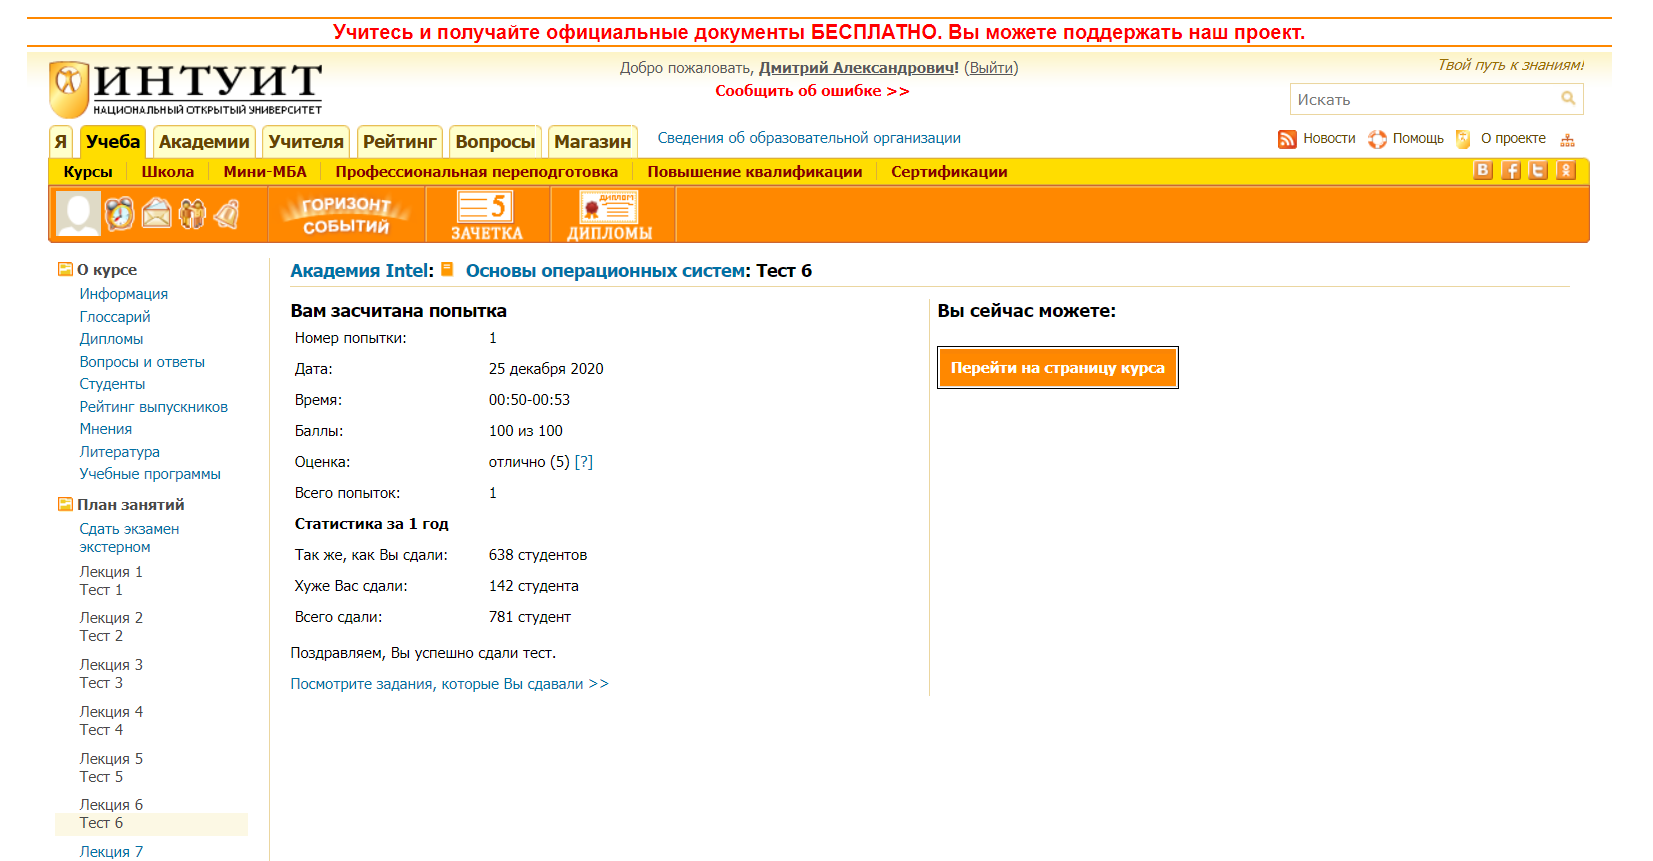 Учитесь и получайте официальные документы БЕСПЛАТНО. Вы можете поддержать наш проект.
ИНТУИТ
НАЦИОНАЛЬНЫЙ ОТКРЫТЫЙ УНИВЕРСИТЕТ
Добро пожаловать, Дмитрий Александрович! (Выйти)
Сообщить об ошибке >>
Твой путь к знаниям!
Искать
Я Учеба Академии Учителя Рейтинг Вопросы Магазин Сведения об образовательной организации Новости Помощь О проекте
Курсы Школа Мини-МБА Профессиональная переподготовка Повышение квалификации Сертификации
ГОРИЗОНТ СОБЫТИЙ
5 ЗАЧЕТКА
ДИПЛОМ ДИПЛОМЫ
О курсе
Информация
Глоссарий
Дипломы
Вопросы и ответы
Студенты
Рейтинг выпускников
Мнения
Литература
Учебные программы
План занятий
Сдать экзамен
экстерном
Лекция 1
Тест 1
Лекция 2
Тест 2
Лекция 3
Тест 3
Лекция 4
Тест 4
Лекция 5
Тест 5
Лекция 6
Тест 6
Лекция 7
Академия Intel: Основы операционных систем: Тест 6
Вам засчитана попытка
Номер попытки: 1
Дата: 25 декабря 2020
Время: 00:50-00:53
Баллы: 100 из 100
Оценка: отлично (5) [?]
Всего попыток: 1
Статистика за 1 год
Так же, как Вы сдали: 638 студентов
Хуже Вас сдали: 142 студента
Всего сдали: 781 студент
Поздравляем, Вы успешно сдали тест.
Посмотрите задания, которые Вы сдавали >>
Вы сейчас можете:
Перейти на страницу курса